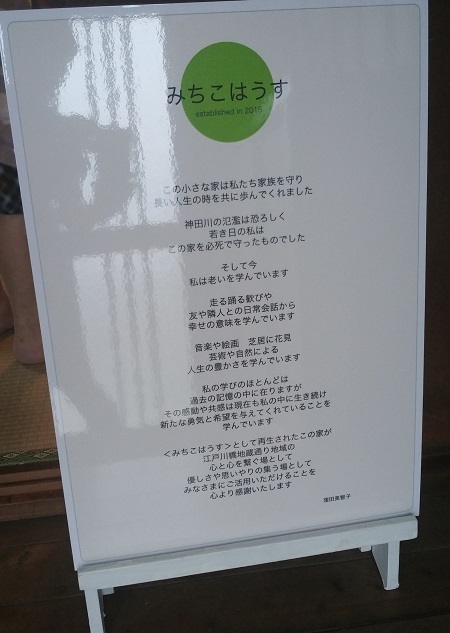 みちこはうす
established in 2015
この小さな家は私たち家族を守り
長い人生の時を共に歩んでくれました
神田川の氾濫は恐ろしく
若き日の私は
この家を必死で守ったものでした
そして今
私は老いを学んでいます
走る踊る歓びや
友や隣人との日常会話から
幸せの意味を学んでいます
音楽や絵画　芝居に花見
芸術や自然による
人生の豊かさを学んでいます
私の学びのほとんどは
過去の記憶の中に在りますが
その感動や共感は現在も私の中に生き続け
新たな勇気と希望を与えてくれていることを
学んでいます
＜みちこはうす＞として再生されたこの家が
江戸川橋地蔵通り地域の
心と心を繋ぐ場として
優しさや思いやりの集う場として
みなさまにご活用いただけることを
心より感謝いたします